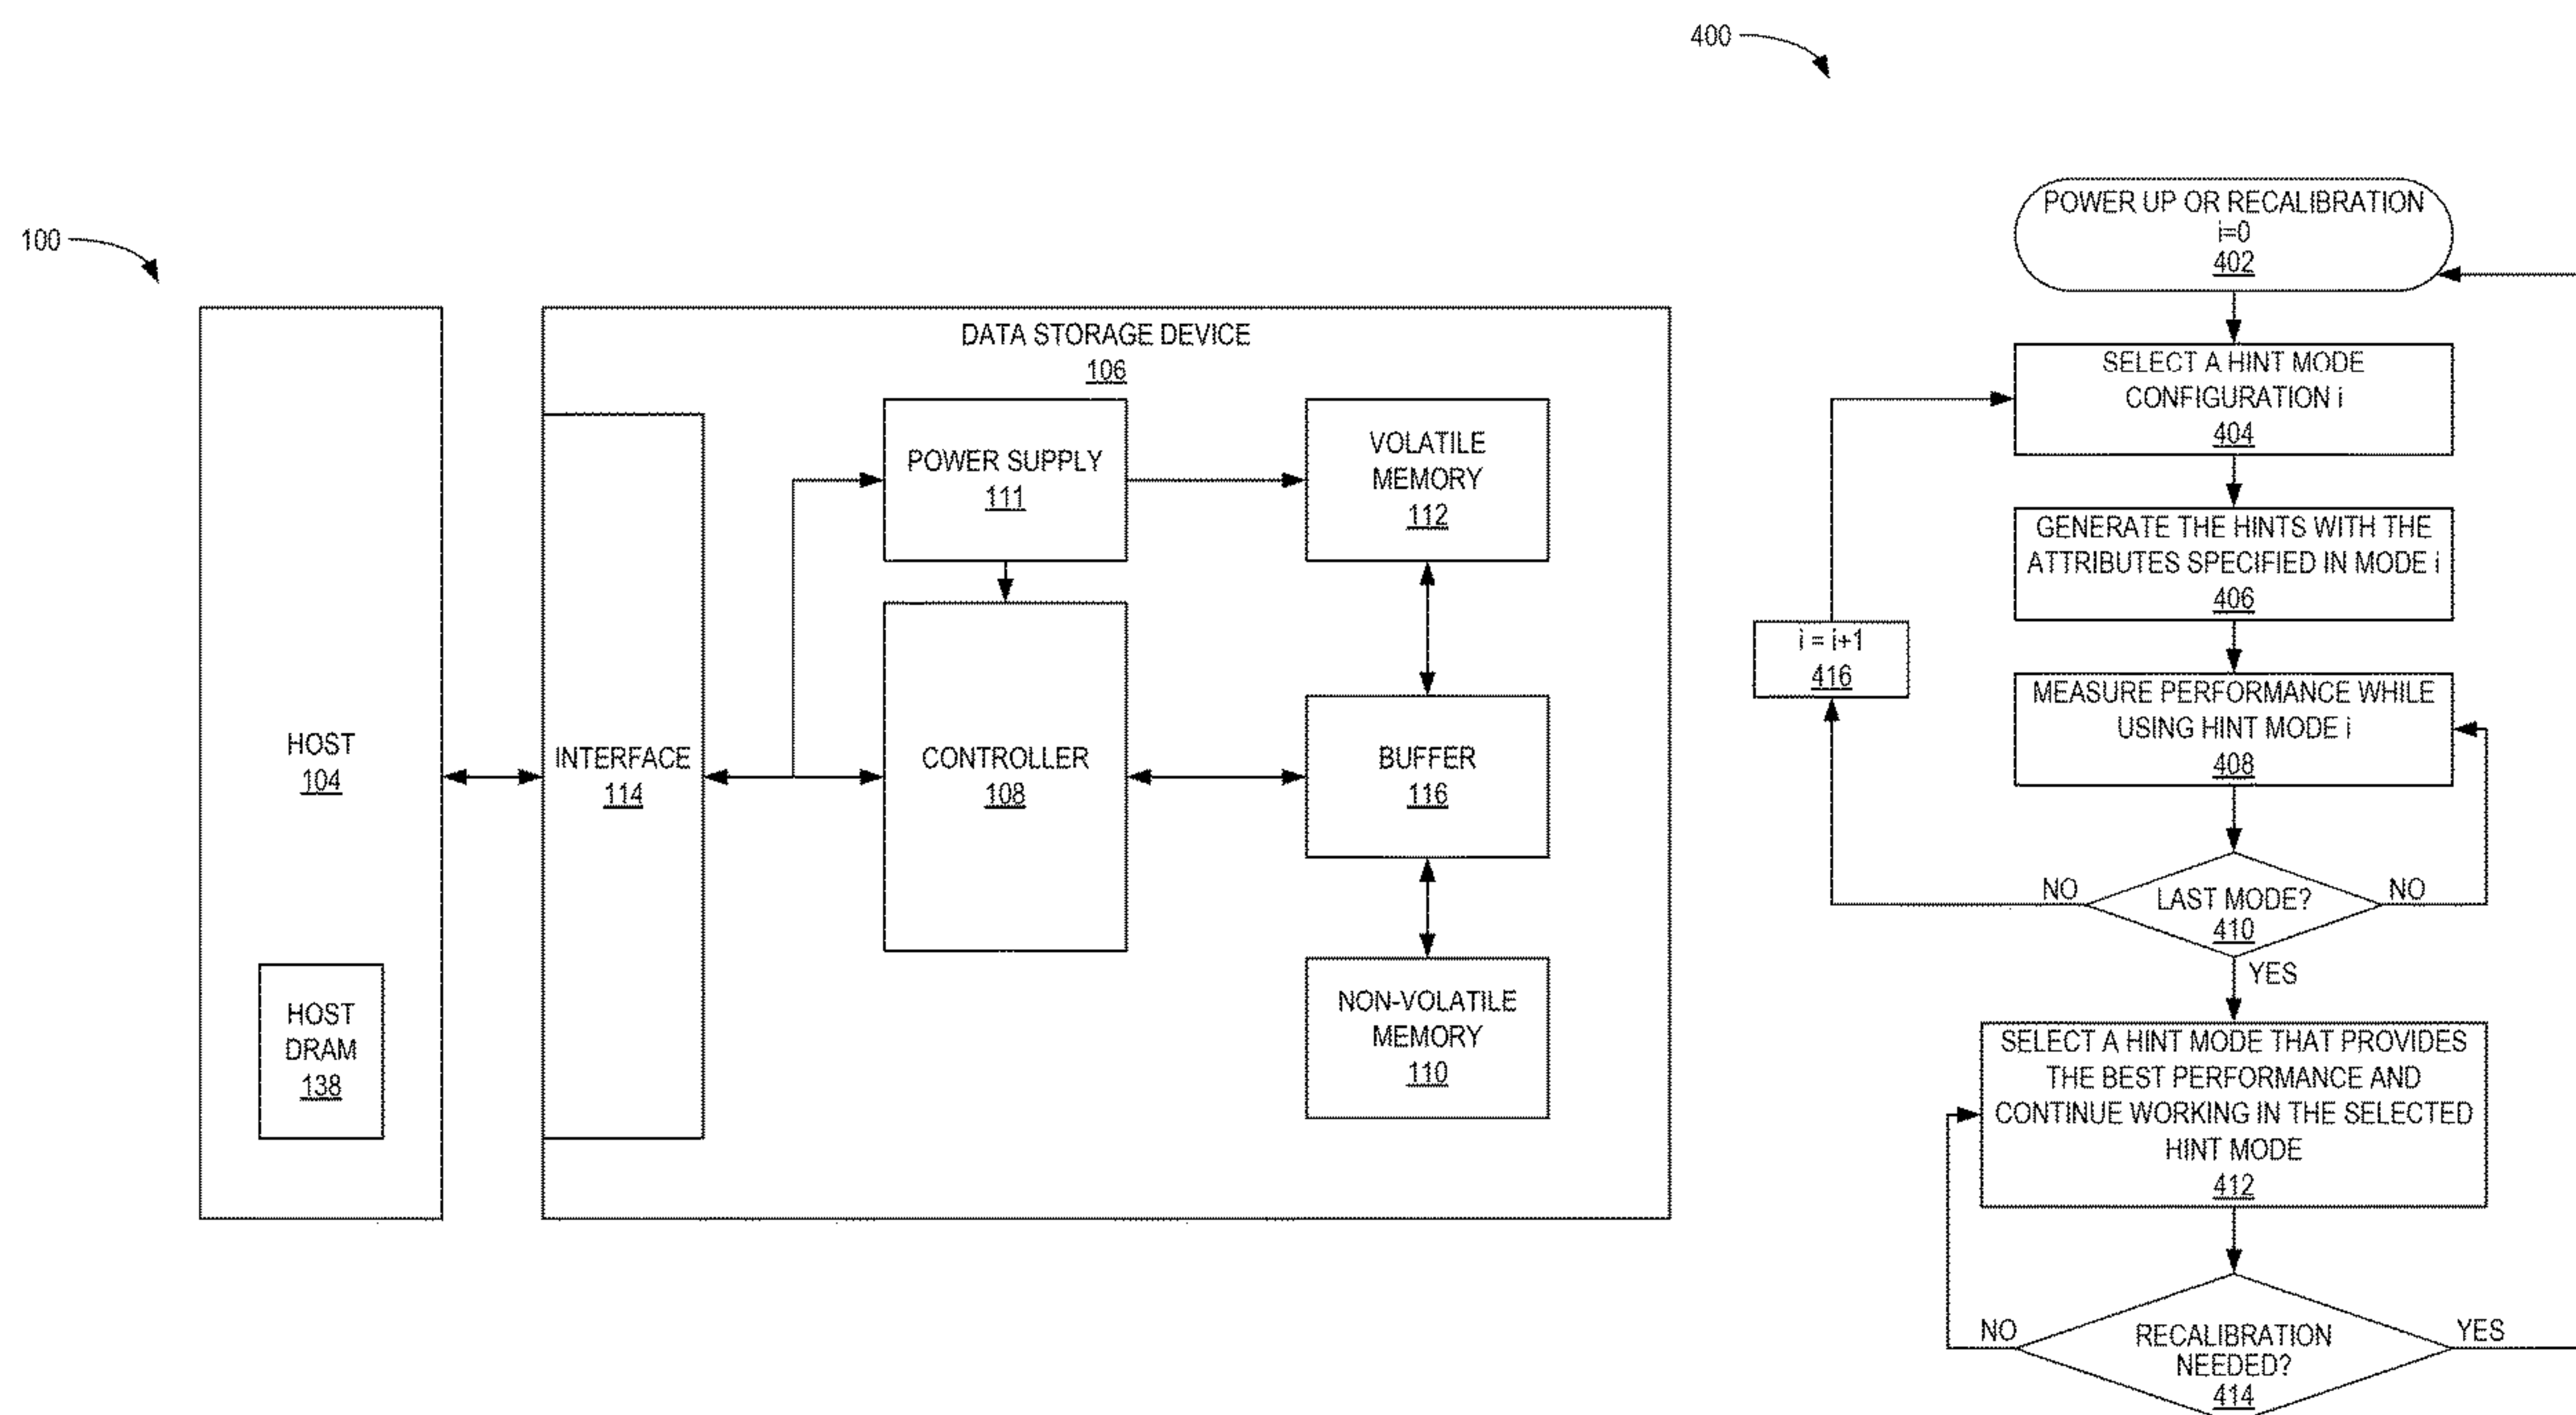 100
HOST
104
HOST
DRAM
138
DATA STORAGE DEVICE
106
INTERFACE
114
POWER SUPPLY
111
CONTROLLER
108
VOLATILE
MEMORY
112
BUFFER
116
NON-VOLATILE
MEMORY
110
400
POWER UP OR RECALIBRATION
i=0
402
SELECT A HINT MODE
CONFIGURATION i
404
GENERATE THE HINTS WITH THE
ATTRIBUTES SPECIFIED IN MODE i
406
i = i+1
416
MEASURE PERFORMANCE WHILE
USING HINT MODE i
408
NO
LAST MODE?
410
NO
YES
SELECT A HINT MODE THAT PROVIDES
THE BEST PERFORMANCE AND
CONTINUE WORKING IN THE SELECTED
HINT MODE
412
NO
RECALIBRATION
NEEDED?
414
YES